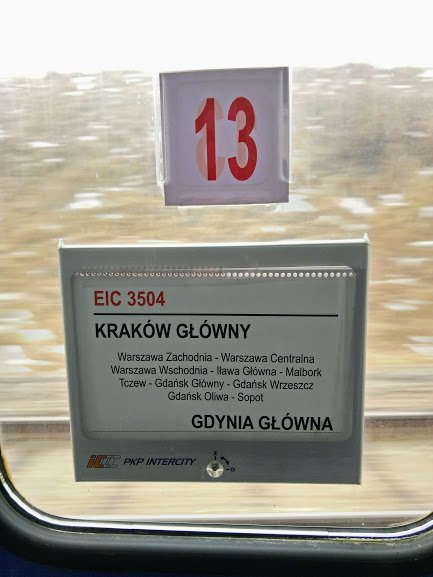 13
EIC 3504
KRAKÓW GŁÓWNY
Warszawa Zachodnia - Warszawa Centralna
Warszawa Wschodnia - Iława Główna - Malbork
Tczew - Gdańsk Główny - Gdańsk Wrzeszcz
Gdańsk Oliwa - Sopot
GDYNIA GŁÓWNA
IC PKP INTERCITY
Z
O